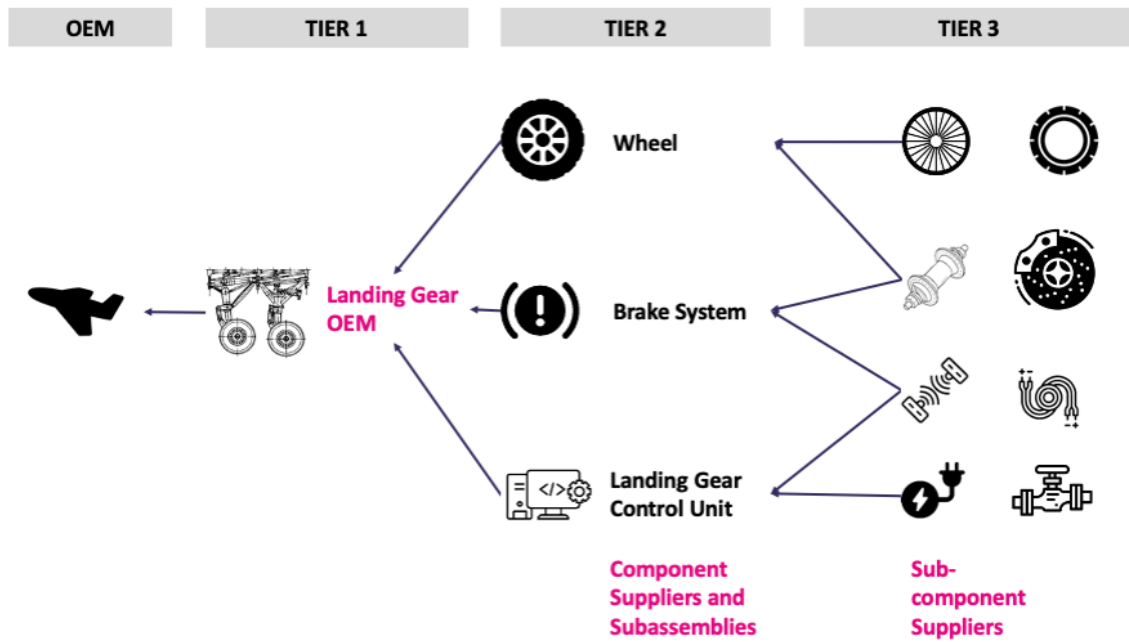 OEM
TIER 1
TIER 2
TIER 3
Wheel
Landing Gear
OEM
Brake System
+-
-+
</>
Landing Gear
Control Unit
Component
Suppliers and
Subassemblies
Sub-
component
Suppliers